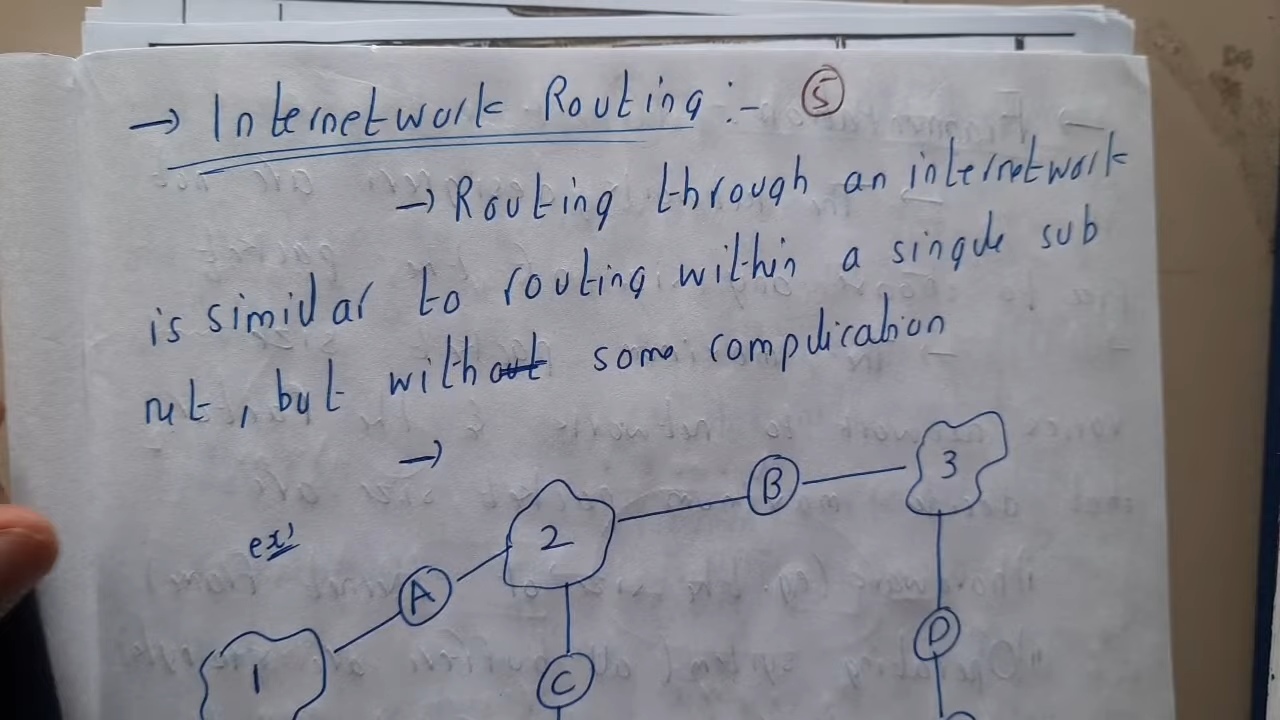 → Internetwork Routing :- 5
→ Routing through an internetwork
is similar to routing within a single sub
net, but with some complication
→
ex:
1 A 2 B 3
C D